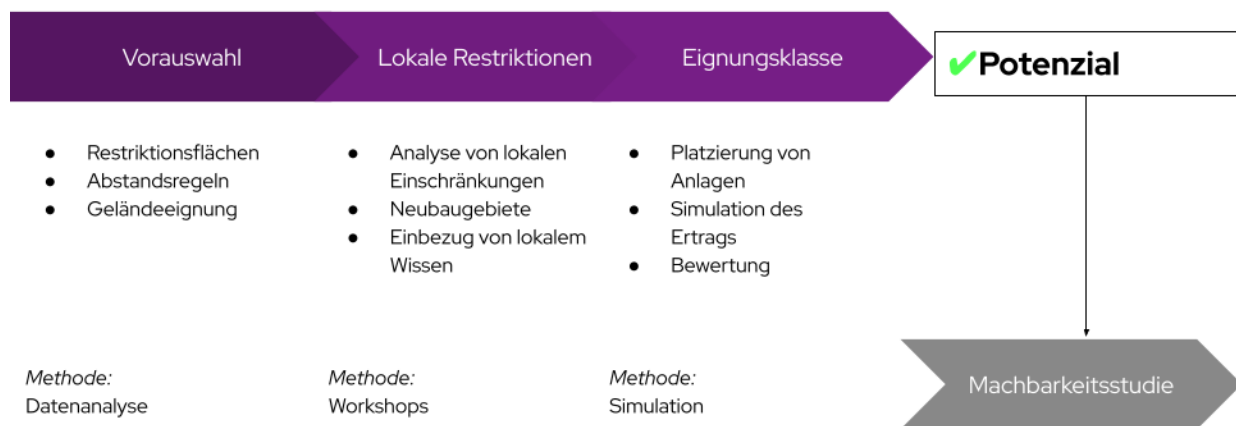 Vorauswahl
Lokale Restriktionen
Eignungsklasse
✔Potenzial
● Restriktionsflächen
● Abstandsregeln
● Geländeeignung
● Analyse von lokalen
Einschränkungen
● Neubaugebiete
● Einbezug von lokalem
Wissen
● Platzierung von
Anlagen
● Simulation des
Ertrags
● Bewertung
Methode:
Datenanalyse
Methode:
Workshops
Methode:
Simulation
Machbarkeitsstudie